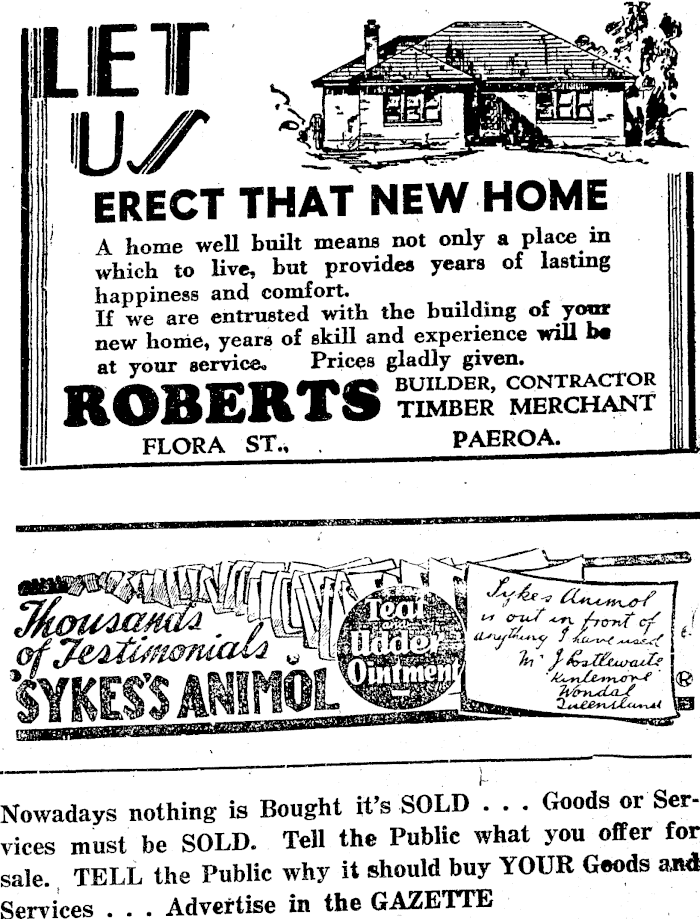 LET
US
ERECT THAT NEW HOME
A home well built means not only a place in
which to live, but provides years of lasting
happiness and comfort.
If we are entrusted with the building of your
new home, years of skill and experience will be
at your service. Prices gladly given.
ROBERTS BUILDER, CONTRACTOR
TIMBER MERCHANT
FLORA ST., PAEROA.
Thousands
of Testimonials
'SYKES'S ANIMOL
Teat
Udder
Ointment
Sykes Animol
is out in front of
anything I have used
Mr J Postlewaite
Kintemore
Wondal
Queensland
®
Nowadays nothing is Bought it's SOLD . . . Goods or Ser-
vices must be SOLD. Tell the Public what you offer for
sale. TELL the Public why it should buy YOUR Goods and
Services . . . Advertise in the GAZETTE